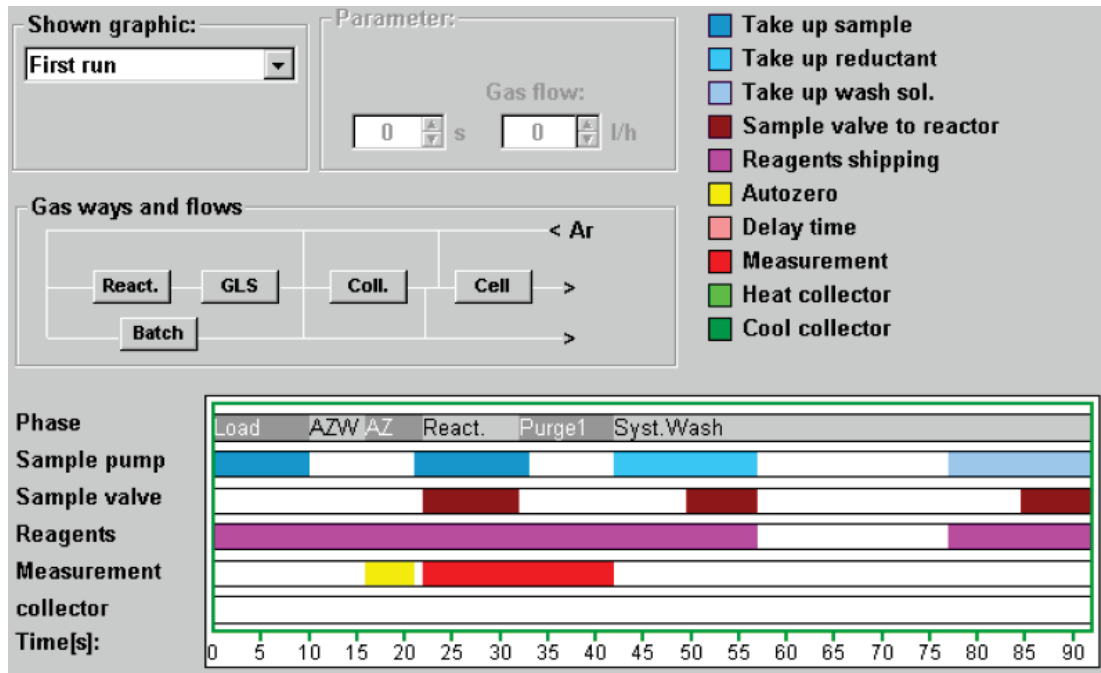 Shown graphic:
First run
Parameter:
Gas flow:
0 s 0 l/h
Take up sample
Take up reductant
Take up wash sol.
Sample valve to reactor
Reagents shipping
Autozero
Delay time
Measurement
Heat collector
Cool collector
Gas ways and flows
< Ar
React. GLS Coll. Cell >
Batch >
Phase Load AZW AZ React. Purge1 Syst.Wash
Sample pump
Sample valve
Reagents
Measurement
collector
Time[s]: 0 5 10 15 20 25 30 35 40 45 50 55 60 65 70 75 80 85 90